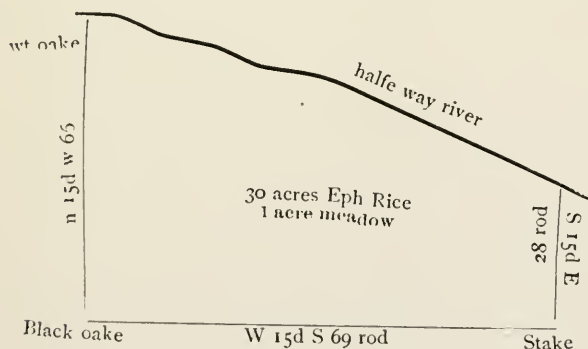 wt oake
halfe way river
n 15d w 66
30 acres Eph Rice
1 acre meadow
28 rod
S 15d E
Black oake
W 15d S 69 rod
Stake